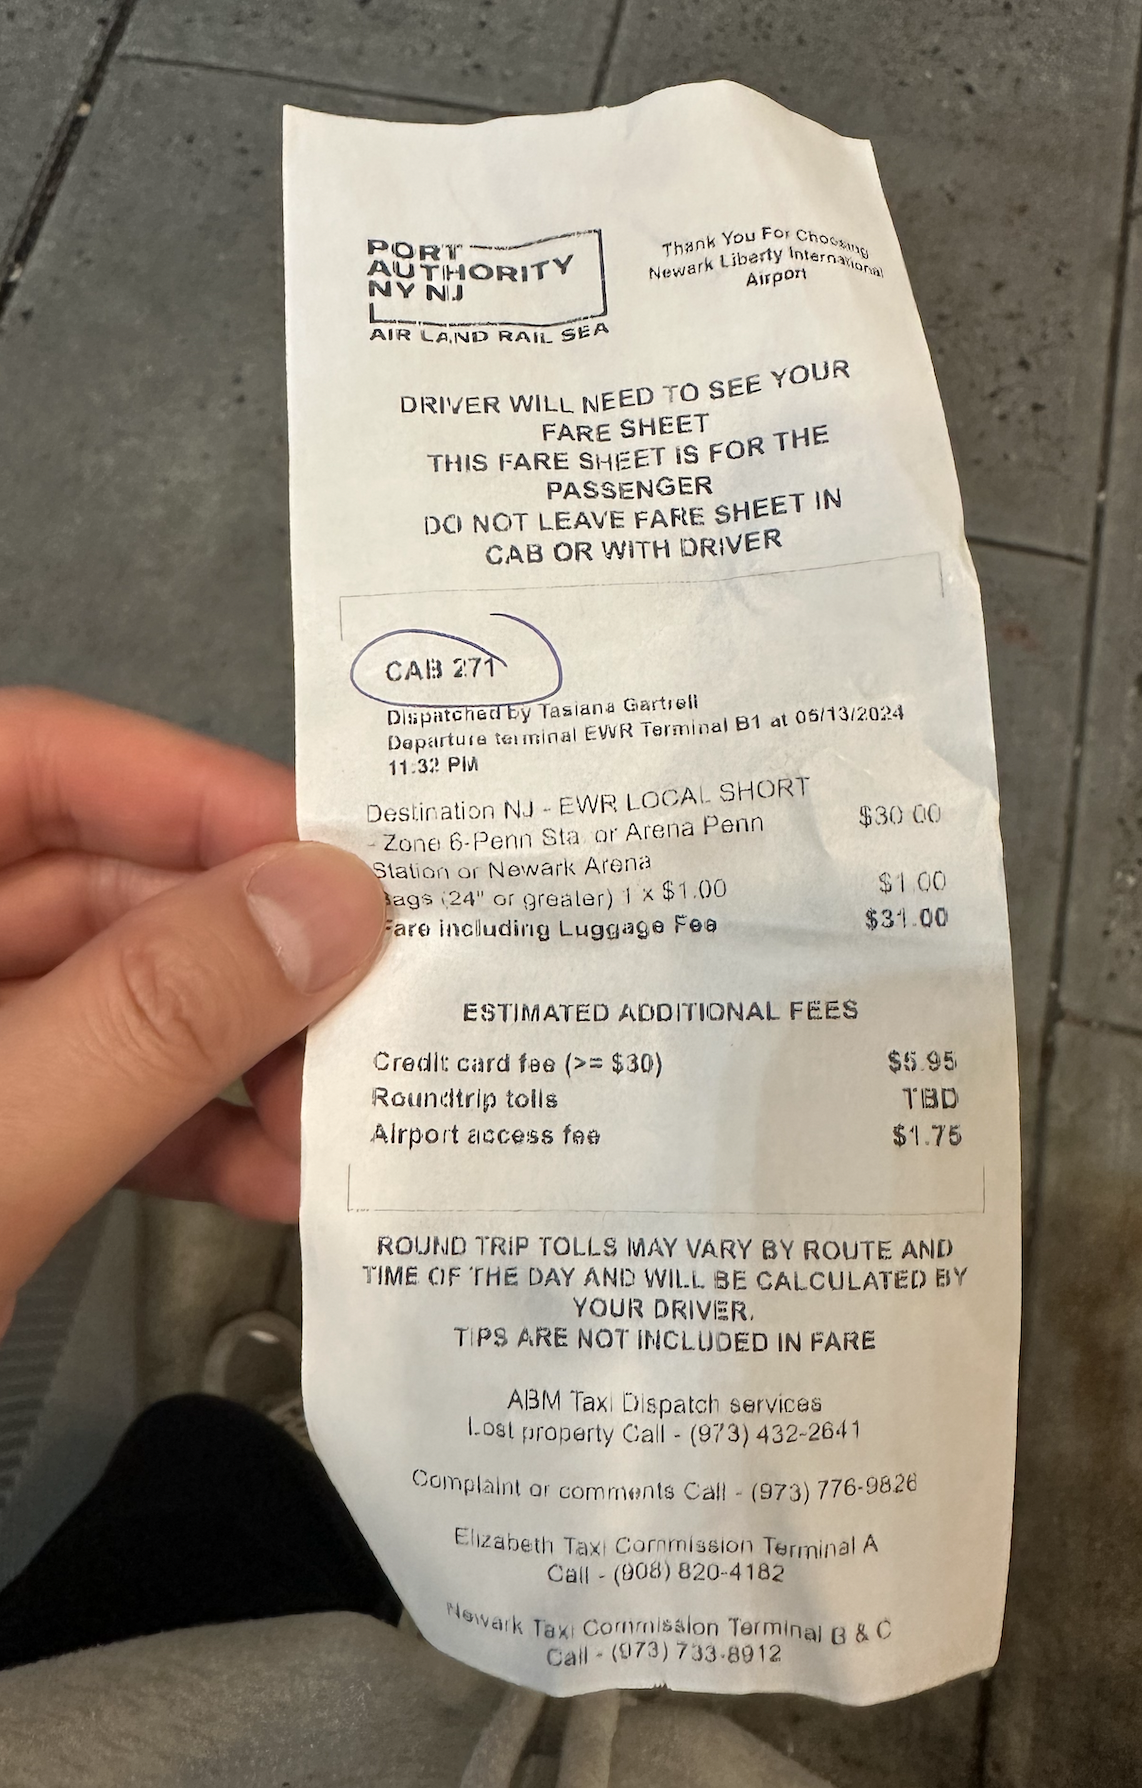 PORT
AUTHORITY
NY NJ
AIR LAND RAIL SEA
Thank You For Choosing
Newark Liberty International
Airport
DRIVER WILL NEED TO SEE YOUR
FARE SHEET
THIS FARE SHEET IS FOR THE
PASSENGER
DO NOT LEAVE FARE SHEET IN
CAB OR WITH DRIVER
CAB 271
Dispatched by Tasiana Gartrell
Departure terminal EWR Terminal B1 at 05/13/2024
11:32 PM
Destination NJ - EWR LOCAL SHORT $30.00
- Zone 6-Penn Sta. or Arena Penn
Station or Newark Arena
Bags (24" or greater) 1 x $1.00 $1.00
Fare including Luggage Fee $31.00
ESTIMATED ADDITIONAL FEES
Credit card fee (>= $30) $5.95
Roundtrip tolls TBD
Airport access fee $1.75
ROUND TRIP TOLLS MAY VARY BY ROUTE AND
TIME OF THE DAY AND WILL BE CALCULATED BY
YOUR DRIVER.
TIPS ARE NOT INCLUDED IN FARE
ABM Taxi Dispatch services
Lost property Call - (973) 432-2641
Complaint or comments Call - (973) 776-9826
Elizabeth Taxi Commission Terminal A
Call - (908) 820-4182
Newark Taxi Commission Terminal B & C
Call - (973) 733-8912